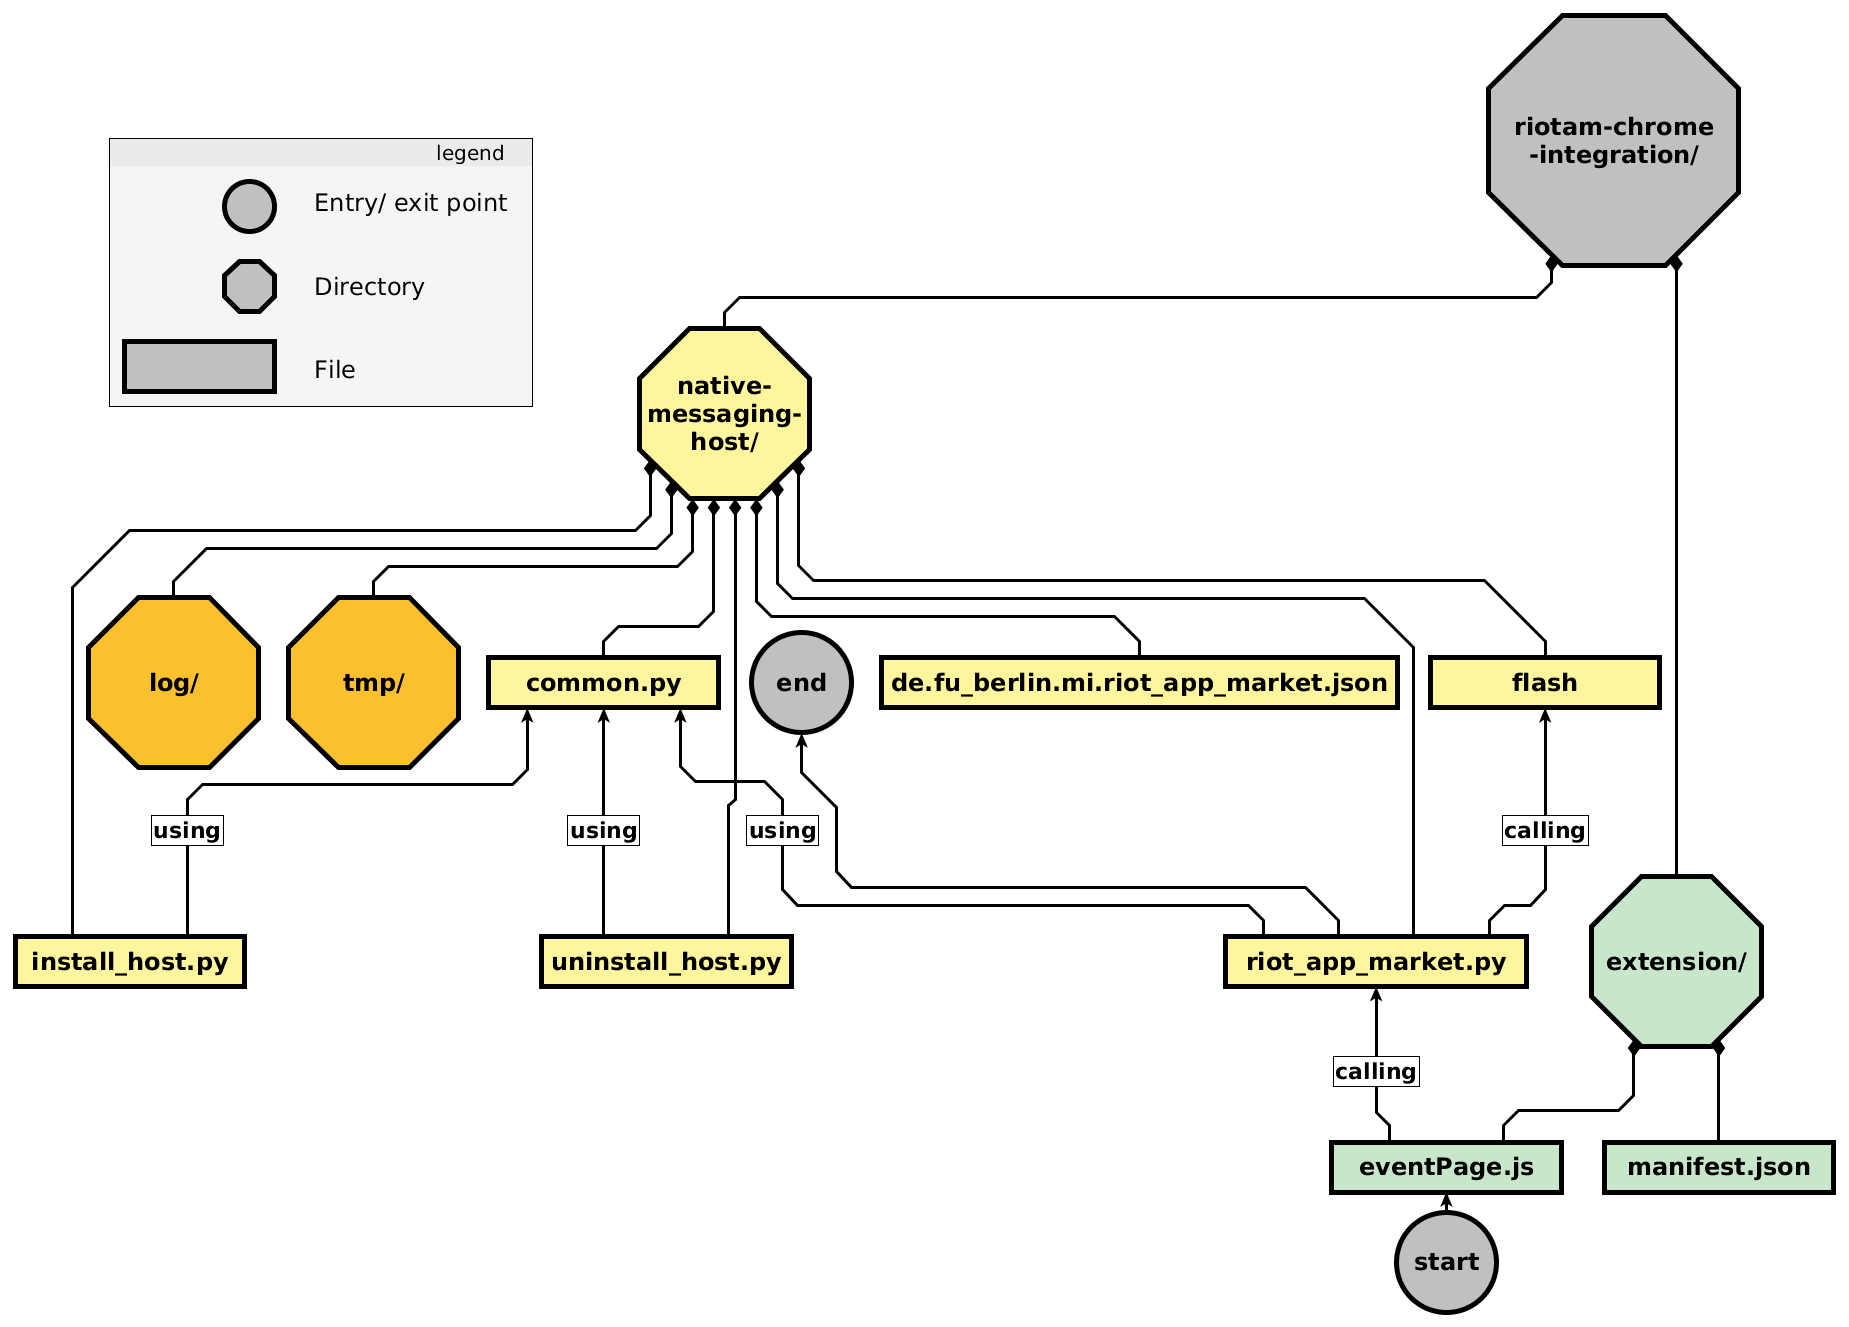 riotam-chrome
-integration/
legend
Entry/ exit point
Directory
File
native-
messaging-
host/
log/
tmp/
common.py
end
de.fu_berlin.mi.riot_app_market.json
flash
using
using
using
calling
install_host.py
uninstall_host.py
riot_app_market.py
extension/
calling
eventPage.js
manifest.json
start